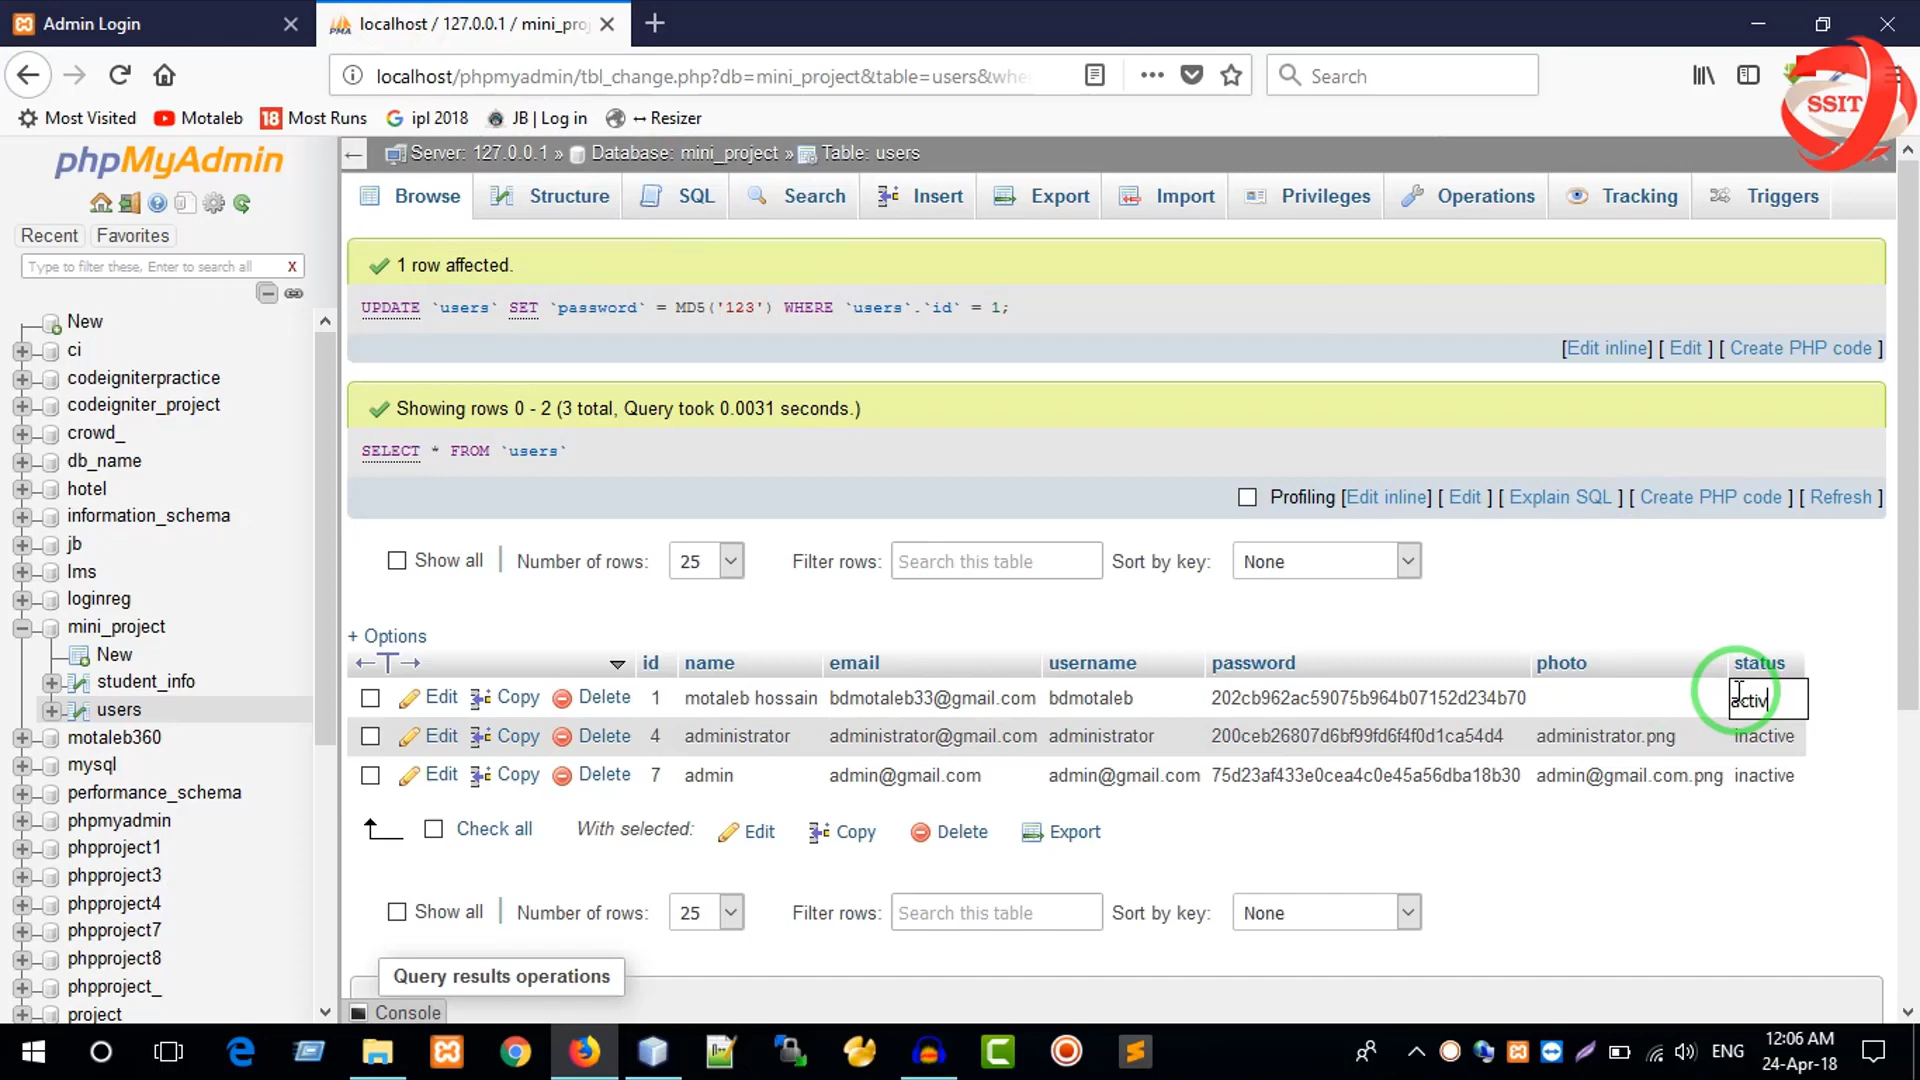 Admin Login
localhost / 127.0.0.1 / mini_proj
localhost/phpmyadmin/tbl_change.php?db=mini_project&table=users&whe
Search
Most Visited
Motaleb
18 Most Runs
ipl 2018
JB | Log in
↔ Resizer
SSIT
phpMyAdmin
Recent
Favorites
Type to filter these, Enter to search all X
New
ci
codeigniterpractice
codeigniter_project
crowd_
db_name
hotel
information_schema
jb
lms
loginreg
mini_project
New
student_info
users
motaleb360
mysql
performance_schema
phpmyadmin
phpproject1
phpproject3
phpproject4
phpproject7
phpproject8
phpproject_
project
Server: 127.0.0.1 » Database: mini_project » Table: users
Browse Structure SQL Search Insert Export Import Privileges Operations Tracking Triggers
1 row affected.
UPDATE `users` SET `password` = MD5('123') WHERE `users`.`id` = 1;
[Edit inline] [ Edit ] [ Create PHP code ]
Showing rows 0 - 2 (3 total, Query took 0.0031 seconds.)
SELECT * FROM `users`
Profiling [Edit inline] [ Edit ] [ Explain SQL ] [ Create PHP code ] [ Refresh ]
Show all | Number of rows: 25 Filter rows: Search this table Sort by key: None
+ Options
←T→ id name email username password photo status
Edit Copy Delete 1 motaleb hossain bdmotaleb33@gmail.com bdmotaleb 202cb962ac59075b964b07152d234b70 activ
Edit Copy Delete 4 administrator administrator@gmail.com administrator 200ceb26807d6bf99fd6f4f0d1ca54d4 administrator.png inactive
Edit Copy Delete 7 admin admin@gmail.com admin@gmail.com 75d23af433e0cea4c0e45a56dba18b30 admin@gmail.com.png inactive
Check all With selected: Edit Copy Delete Export
Show all | Number of rows: 25 Filter rows: Search this table Sort by key: None
Query results operations
Console
ENG
12:06 AM
24-Apr-18